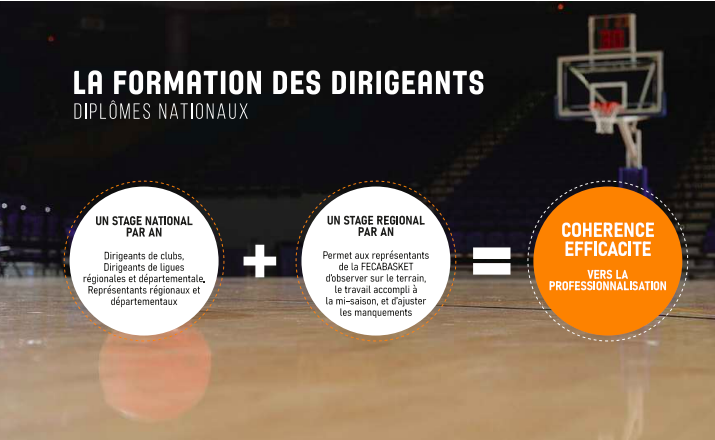 LA FORMATION DES DIRIGEANTS
DIPLÔMES NATIONAUX
UN STAGE NATIONAL
PAR AN
Dirigeants de clubs,
Dirigeants de ligues
régionales et départementale.
Représentants régionaux et
départementaux
+
UN STAGE REGIONAL
PAR AN
Permet aux représentants
de la FECABASKET
d'observer sur le terrain,
le travail accompli à
la mi-saison, et d'ajuster
les manquements
=
COHERENCE
EFFICACITE
VERS LA
PROFESSIONNALISATION